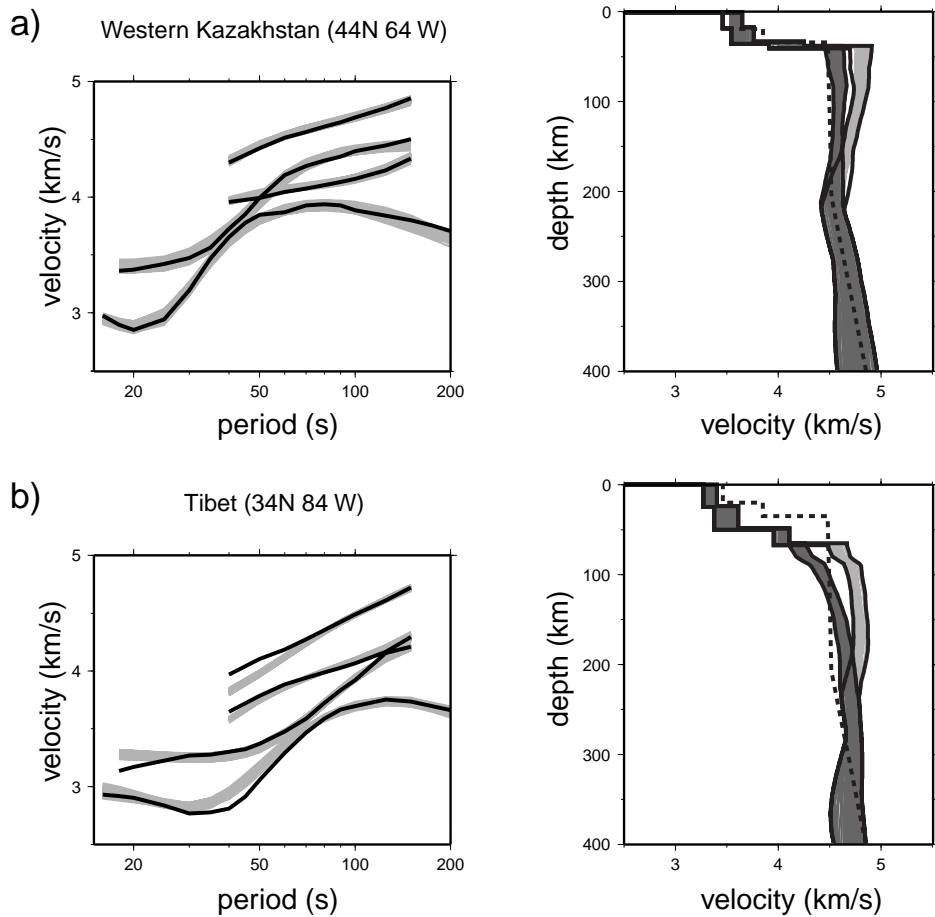 a)
Western Kazakhstan (44N 64 W)
5
4
3
velocity (km/s)
20 50 100 200
period (s)
0
100
200
300
400
depth (km)
3 4 5
velocity (km/s)
b)
Tibet (34N 84 W)
5
4
3
velocity (km/s)
20 50 100 200
period (s)
0
100
200
300
400
depth (km)
3 4 5
velocity (km/s)